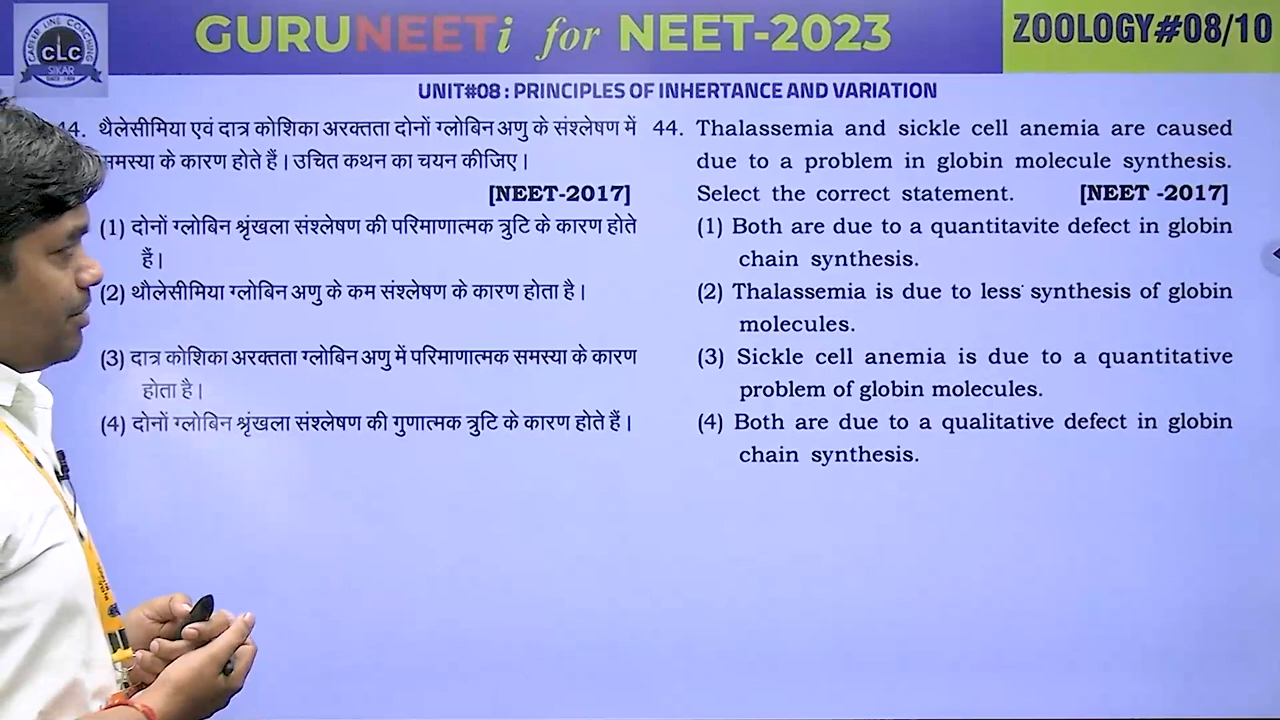 GURUNEETi for NEET-2023
ZOOLOGY#08/10
CAREER LINE COACHING
CLC
SIKAR
UNIT#08 : PRINCIPLES OF INHERTANCE AND VARIATION
44. थैलेसीमिया एवं दात्र कोशिका अरक्तता दोनों ग्लोबिन अणु के संश्लेषण में
समस्या के कारण होते हैं। उचित कथन का चयन कीजिए।
[NEET-2017]
(1) दोनों ग्लोबिन श्रृंखला संश्लेषण की परिमाणात्मक त्रुटि के कारण होते
हैं।
(2) थौलेसीमिया ग्लोबिन अणु के कम संश्लेषण के कारण होता है।
(3) दात्र कोशिका अरक्तता ग्लोबिन अणु में परिमाणात्मक समस्या के कारण
होता है।
(4) दोनों ग्लोबिन श्रृंखला संश्लेषण की गुणात्मक त्रुटि के कारण होते हैं।
44. Thalassemia and sickle cell anemia are caused
due to a problem in globin molecule synthesis.
Select the correct statement. [NEET -2017]
(1) Both are due to a quantitavite defect in globin
chain synthesis.
(2) Thalassemia is due to less synthesis of globin
molecules.
(3) Sickle cell anemia is due to a quantitative
problem of globin molecules.
(4) Both are due to a qualitative defect in globin
chain synthesis.